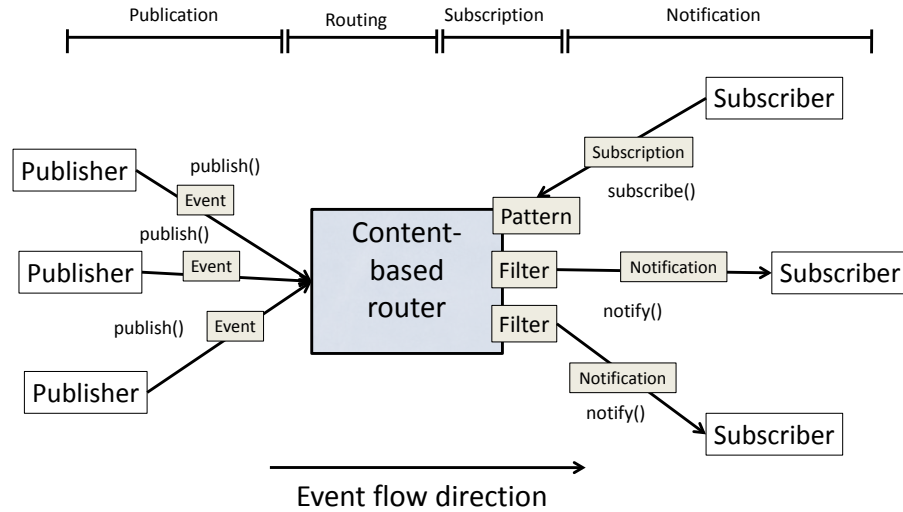 Publication
Routing
Subscription
Notification
Publisher
publish()
Event
publish()
Publisher
Event
publish()
Event
Publisher
Content-
based
router
Pattern
Filter
Filter
Subscriber
Subscription
subscribe()
Notification
Subscriber
notify()
Notification
notify()
Subscriber
Event flow direction